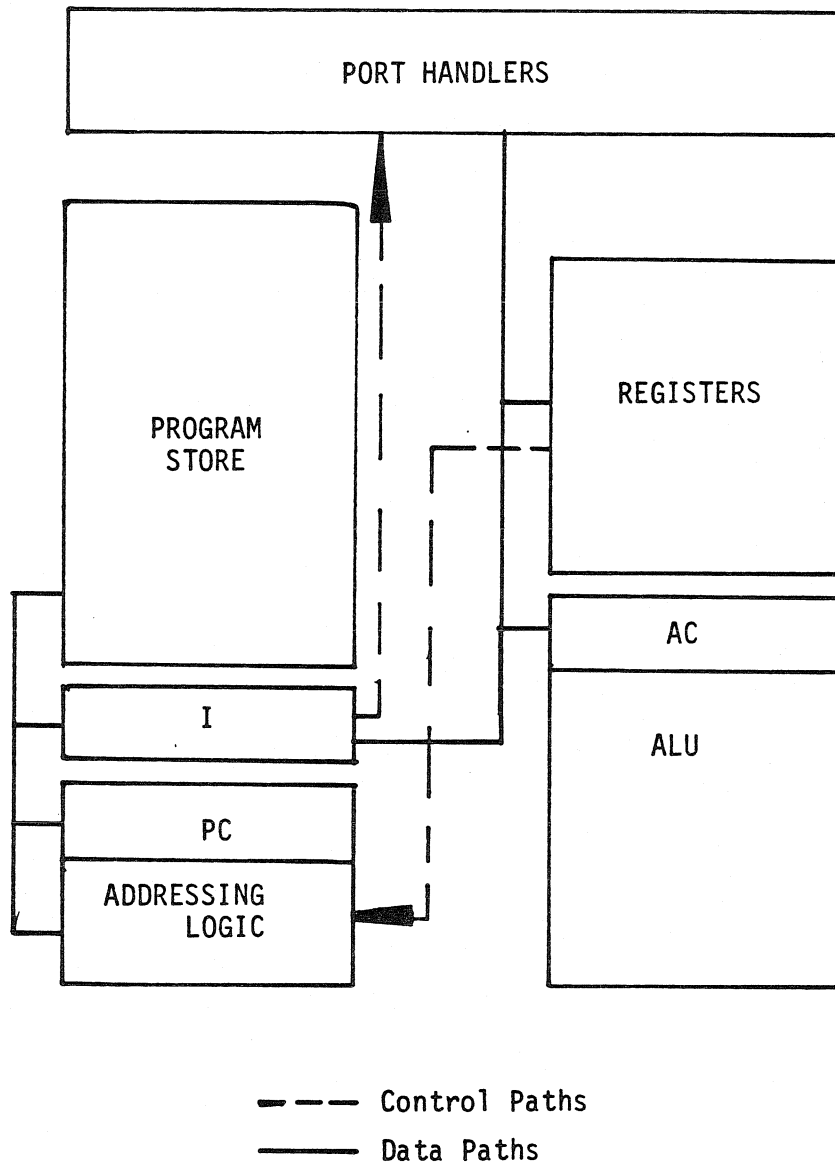 PORT HANDLERS
PROGRAM
STORE
REGISTERS
AC
I
ALU
PC
ADDRESSING
LOGIC
Control Paths
Data Paths